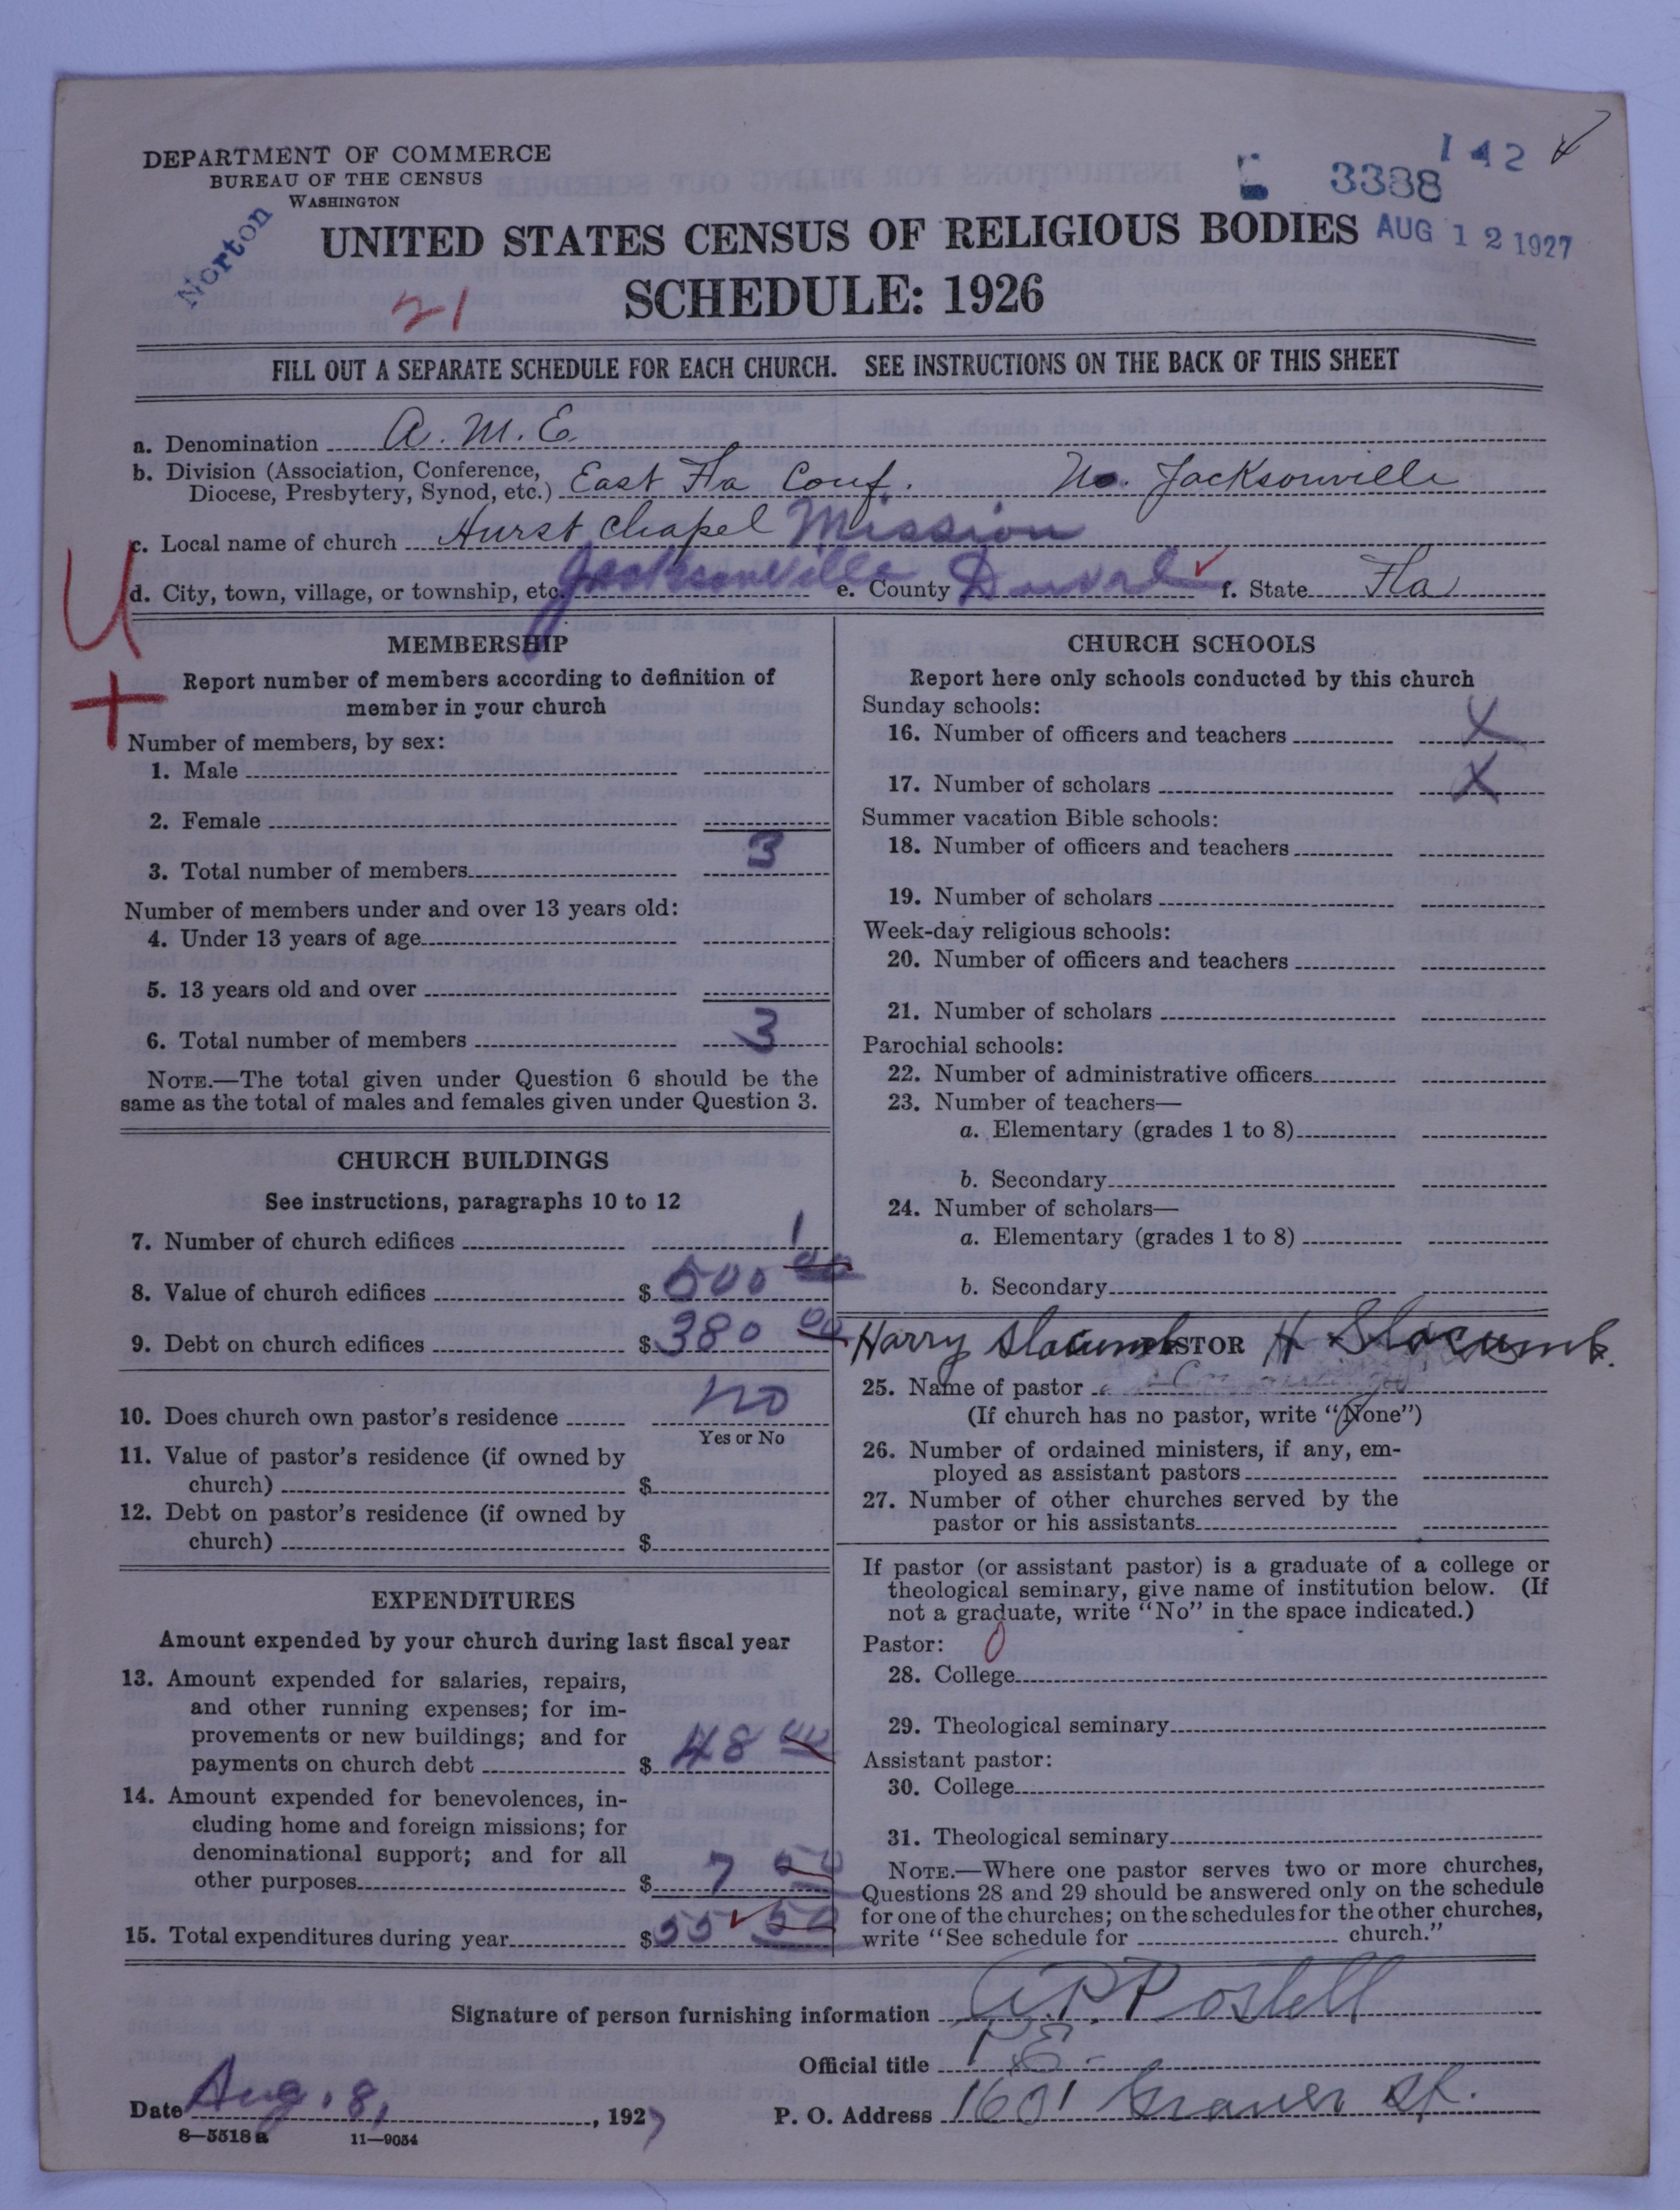 DEPARTMENT OF COMMERCE
BUREAU OF THE CENSUS
WASHINGTON
Norton
3388
142
AUG 12 1927
UNITED STATES CENSUS OF RELIGIOUS BODIES
SCHEDULE: 1926
21
FILL OUT A SEPARATE SCHEDULE FOR EACH CHURCH. SEE INSTRUCTIONS ON THE BACK OF THIS SHEET
a. Denomination A. M. E
b. Division (Association, Conference,
Diocese, Presbytery, Synod, etc.) East Fla Conf. No. Jacksonville
c. Local name of church Hurst Chapel Mission
d. City, town, village, or township, etc. Jacksonville e. County Duval f. State Fla
U
+
MEMBERSHIP
Report number of members according to definition of
member in your church
Number of members, by sex:
1. Male
2. Female
3. Total number of members 3
Number of members under and over 13 years old:
4. Under 13 years of age
5. 13 years old and over
6. Total number of members 3
NOTE.—The total given under Question 6 should be the
same as the total of males and females given under Question 3.
CHURCH BUILDINGS
See instructions, paragraphs 10 to 12
7. Number of church edifices 1
8. Value of church edifices $ 500 00
9. Debt on church edifices $ 380 00
10. Does church own pastor's residence no
Yes or No
11. Value of pastor's residence (if owned by
church) $
12. Debt on pastor's residence (if owned by
church) $
EXPENDITURES
Amount expended by your church during last fiscal year
13. Amount expended for salaries, repairs,
and other running expenses; for im-
provements or new buildings; and for
payments on church debt $ 48 00
14. Amount expended for benevolences, in-
cluding home and foreign missions; for
denominational support; and for all
other purposes $ 7 50
15. Total expenditures during year $ 55 50
CHURCH SCHOOLS
Report here only schools conducted by this church
Sunday schools:
16. Number of officers and teachers X
17. Number of scholars X
Summer vacation Bible schools:
18. Number of officers and teachers
19. Number of scholars
Week-day religious schools:
20. Number of officers and teachers
21. Number of scholars
Parochial schools:
22. Number of administrative officers
23. Number of teachers—
a. Elementary (grades 1 to 8)
b. Secondary
24. Number of scholars—
a. Elementary (grades 1 to 8)
b. Secondary
Harry Slocumb PASTOR H Slocumb.
25. Name of pastor
(If church has no pastor, write "None")
26. Number of ordained ministers, if any, em-
ployed as assistant pastors
27. Number of other churches served by the
pastor or his assistants
If pastor (or assistant pastor) is a graduate of a college or
theological seminary, give name of institution below. (If
not a graduate, write "No" in the space indicated.)
Pastor: 0
28. College
29. Theological seminary
Assistant pastor:
30. College
31. Theological seminary
NOTE.—Where one pastor serves two or more churches,
Questions 28 and 29 should be answered only on the schedule
for one of the churches; on the schedules for the other churches,
write "See schedule for church."
Signature of person furnishing information A. P. Postell
Official title P. E.
Date Aug. 8, 1927 P. O. Address 1601 St.
8—5518 a 11—9054